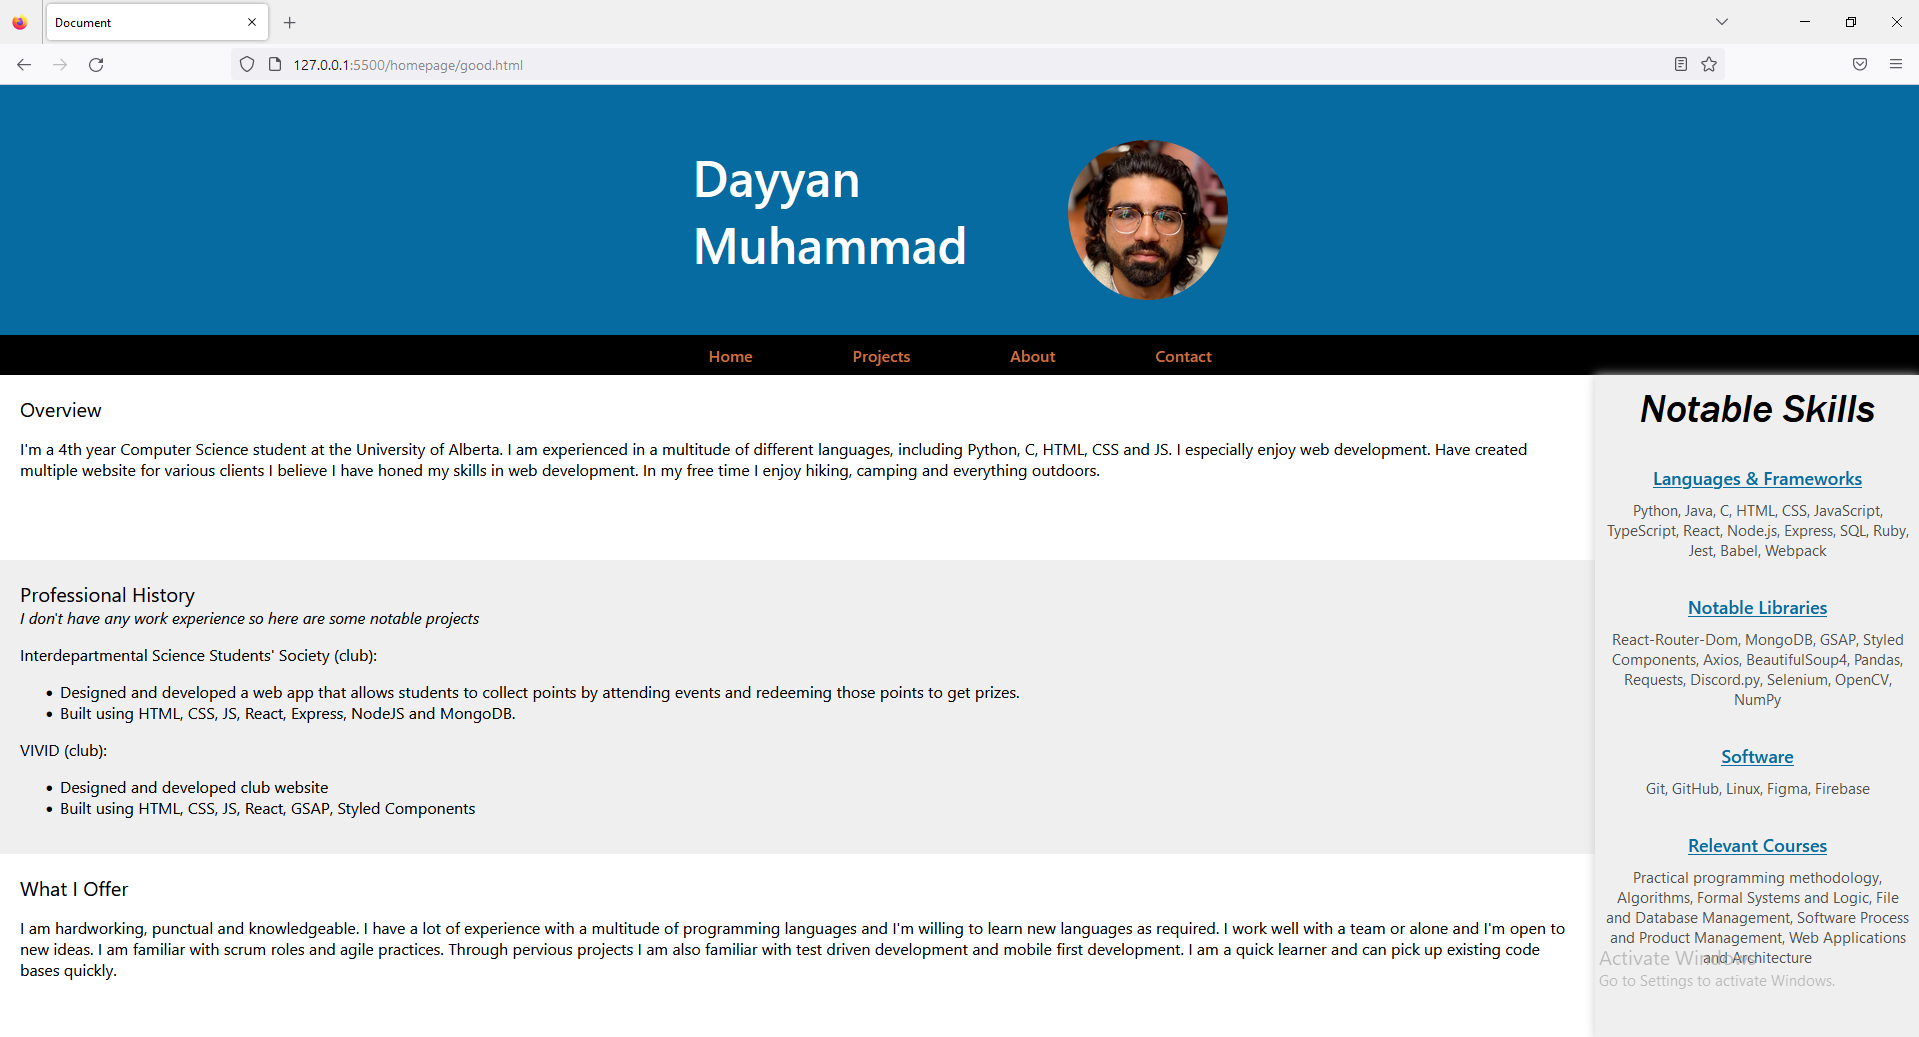 Document
127.0.0.1:5500/homepage/good.html
Dayyan
Muhammad
Home Projects About Contact
Overview
I'm a 4th year Computer Science student at the University of Alberta. I am experienced in a multitude of different languages, including Python, C, HTML, CSS and JS. I especially enjoy web development. Have created
multiple website for various clients I believe I have honed my skills in web development. In my free time I enjoy hiking, camping and everything outdoors.
Professional History
I don't have any work experience so here are some notable projects
Interdepartmental Science Students' Society (club):
• Designed and developed a web app that allows students to collect points by attending events and redeeming those points to get prizes.
• Built using HTML, CSS, JS, React, Express, NodeJS and MongoDB.
VIVID (club):
• Designed and developed club website
• Built using HTML, CSS, JS, React, GSAP, Styled Components
What I Offer
I am hardworking, punctual and knowledgeable. I have a lot of experience with a multitude of programming languages and I'm willing to learn new languages as required. I work well with a team or alone and I'm open to
new ideas. I am familiar with scrum roles and agile practices. Through pervious projects I am also familiar with test driven development and mobile first development. I am a quick learner and can pick up existing code
bases quickly.
Notable Skills
Languages & Frameworks
Python, Java, C, HTML, CSS, JavaScript,
TypeScript, React, Node.js, Express, SQL, Ruby,
Jest, Babel, Webpack
Notable Libraries
React-Router-Dom, MongoDB, GSAP, Styled
Components, Axios, BeautifulSoup4, Pandas,
Requests, Discord.py, Selenium, OpenCV,
NumPy
Software
Git, GitHub, Linux, Figma, Firebase
Relevant Courses
Practical programming methodology,
Algorithms, Formal Systems and Logic, File
and Database Management, Software Process
and Product Management, Web Applications
and Architecture
Activate Windows
Go to Settings to activate Windows.